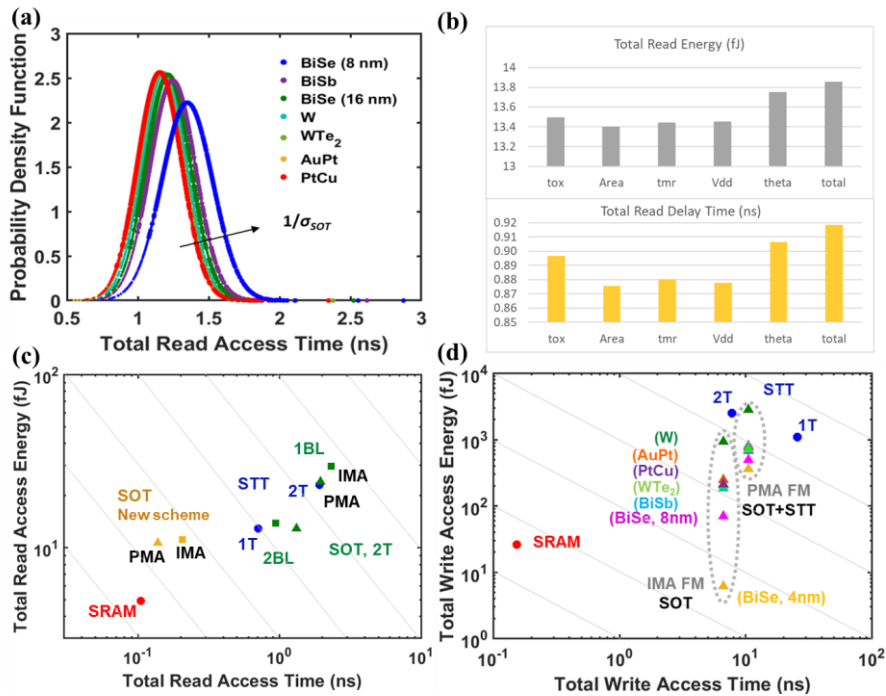 (a)
Probability Density Function
3
2.5
2
1.5
1
0.5
0
0.5
1
1.5
2
2.5
3
Total Read Access Time (ns)
BiSe (8 nm)
BiSb
BiSe (16 nm)
W
WTe2
AuPt
PtCu
1/σSOT
(b)
Total Read Energy (fJ)
14
13.8
13.6
13.4
13.2
13
tox Area tmr Vdd theta total
Total Read Delay Time (ns)
0.92
0.91
0.90
0.89
0.88
0.87
0.86
0.85
tox Area tmr Vdd theta total
(c)
Total Read Access Energy (fJ)
10^2
10^1
10^-1
10^0
10^1
Total Read Access Time (ns)
1BL
IMA
STT
2T
PMA
SOT
New scheme
PMA
IMA
1T
2BL
SOT, 2T
SRAM
(d)
Total Write Access Energy (fJ)
10^4
10^3
10^2
10^1
10^0
10^-1
10^0
10^1
10^2
Total Write Access Time (ns)
2T
STT
1T
(W)
(AuPt)
(PtCu)
(WTe2)
(BiSb)
(BiSe, 8nm)
PMA FM
SOT+STT
SRAM
IMA FM
SOT
(BiSe, 4nm)